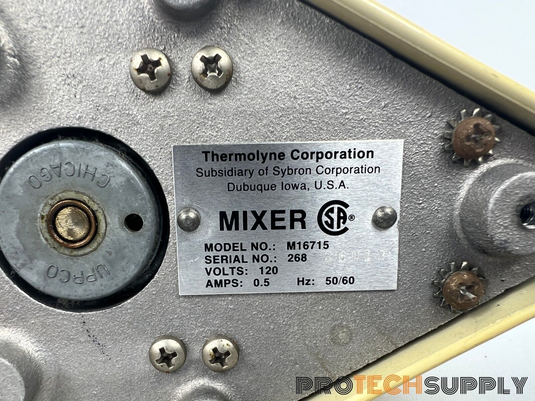 Thermolyne Corporation
Subsidiary of Sybron Corporation
Dubuque Iowa, U.S.A.
MIXER SA®
MODEL NO.: M16715
SERIAL NO.: 268
VOLTS: 120
AMPS: 0.5 Hz: 50/60
CHICAGO
PROTECHSUPPLY